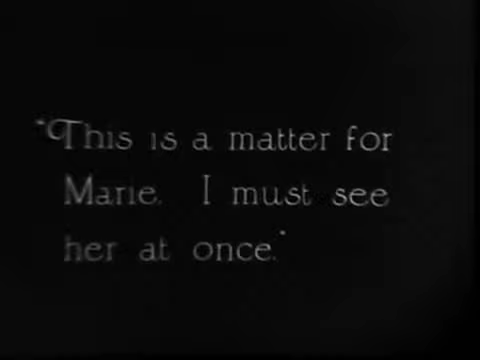 "This is a matter for
Marie. I must see
her at once."